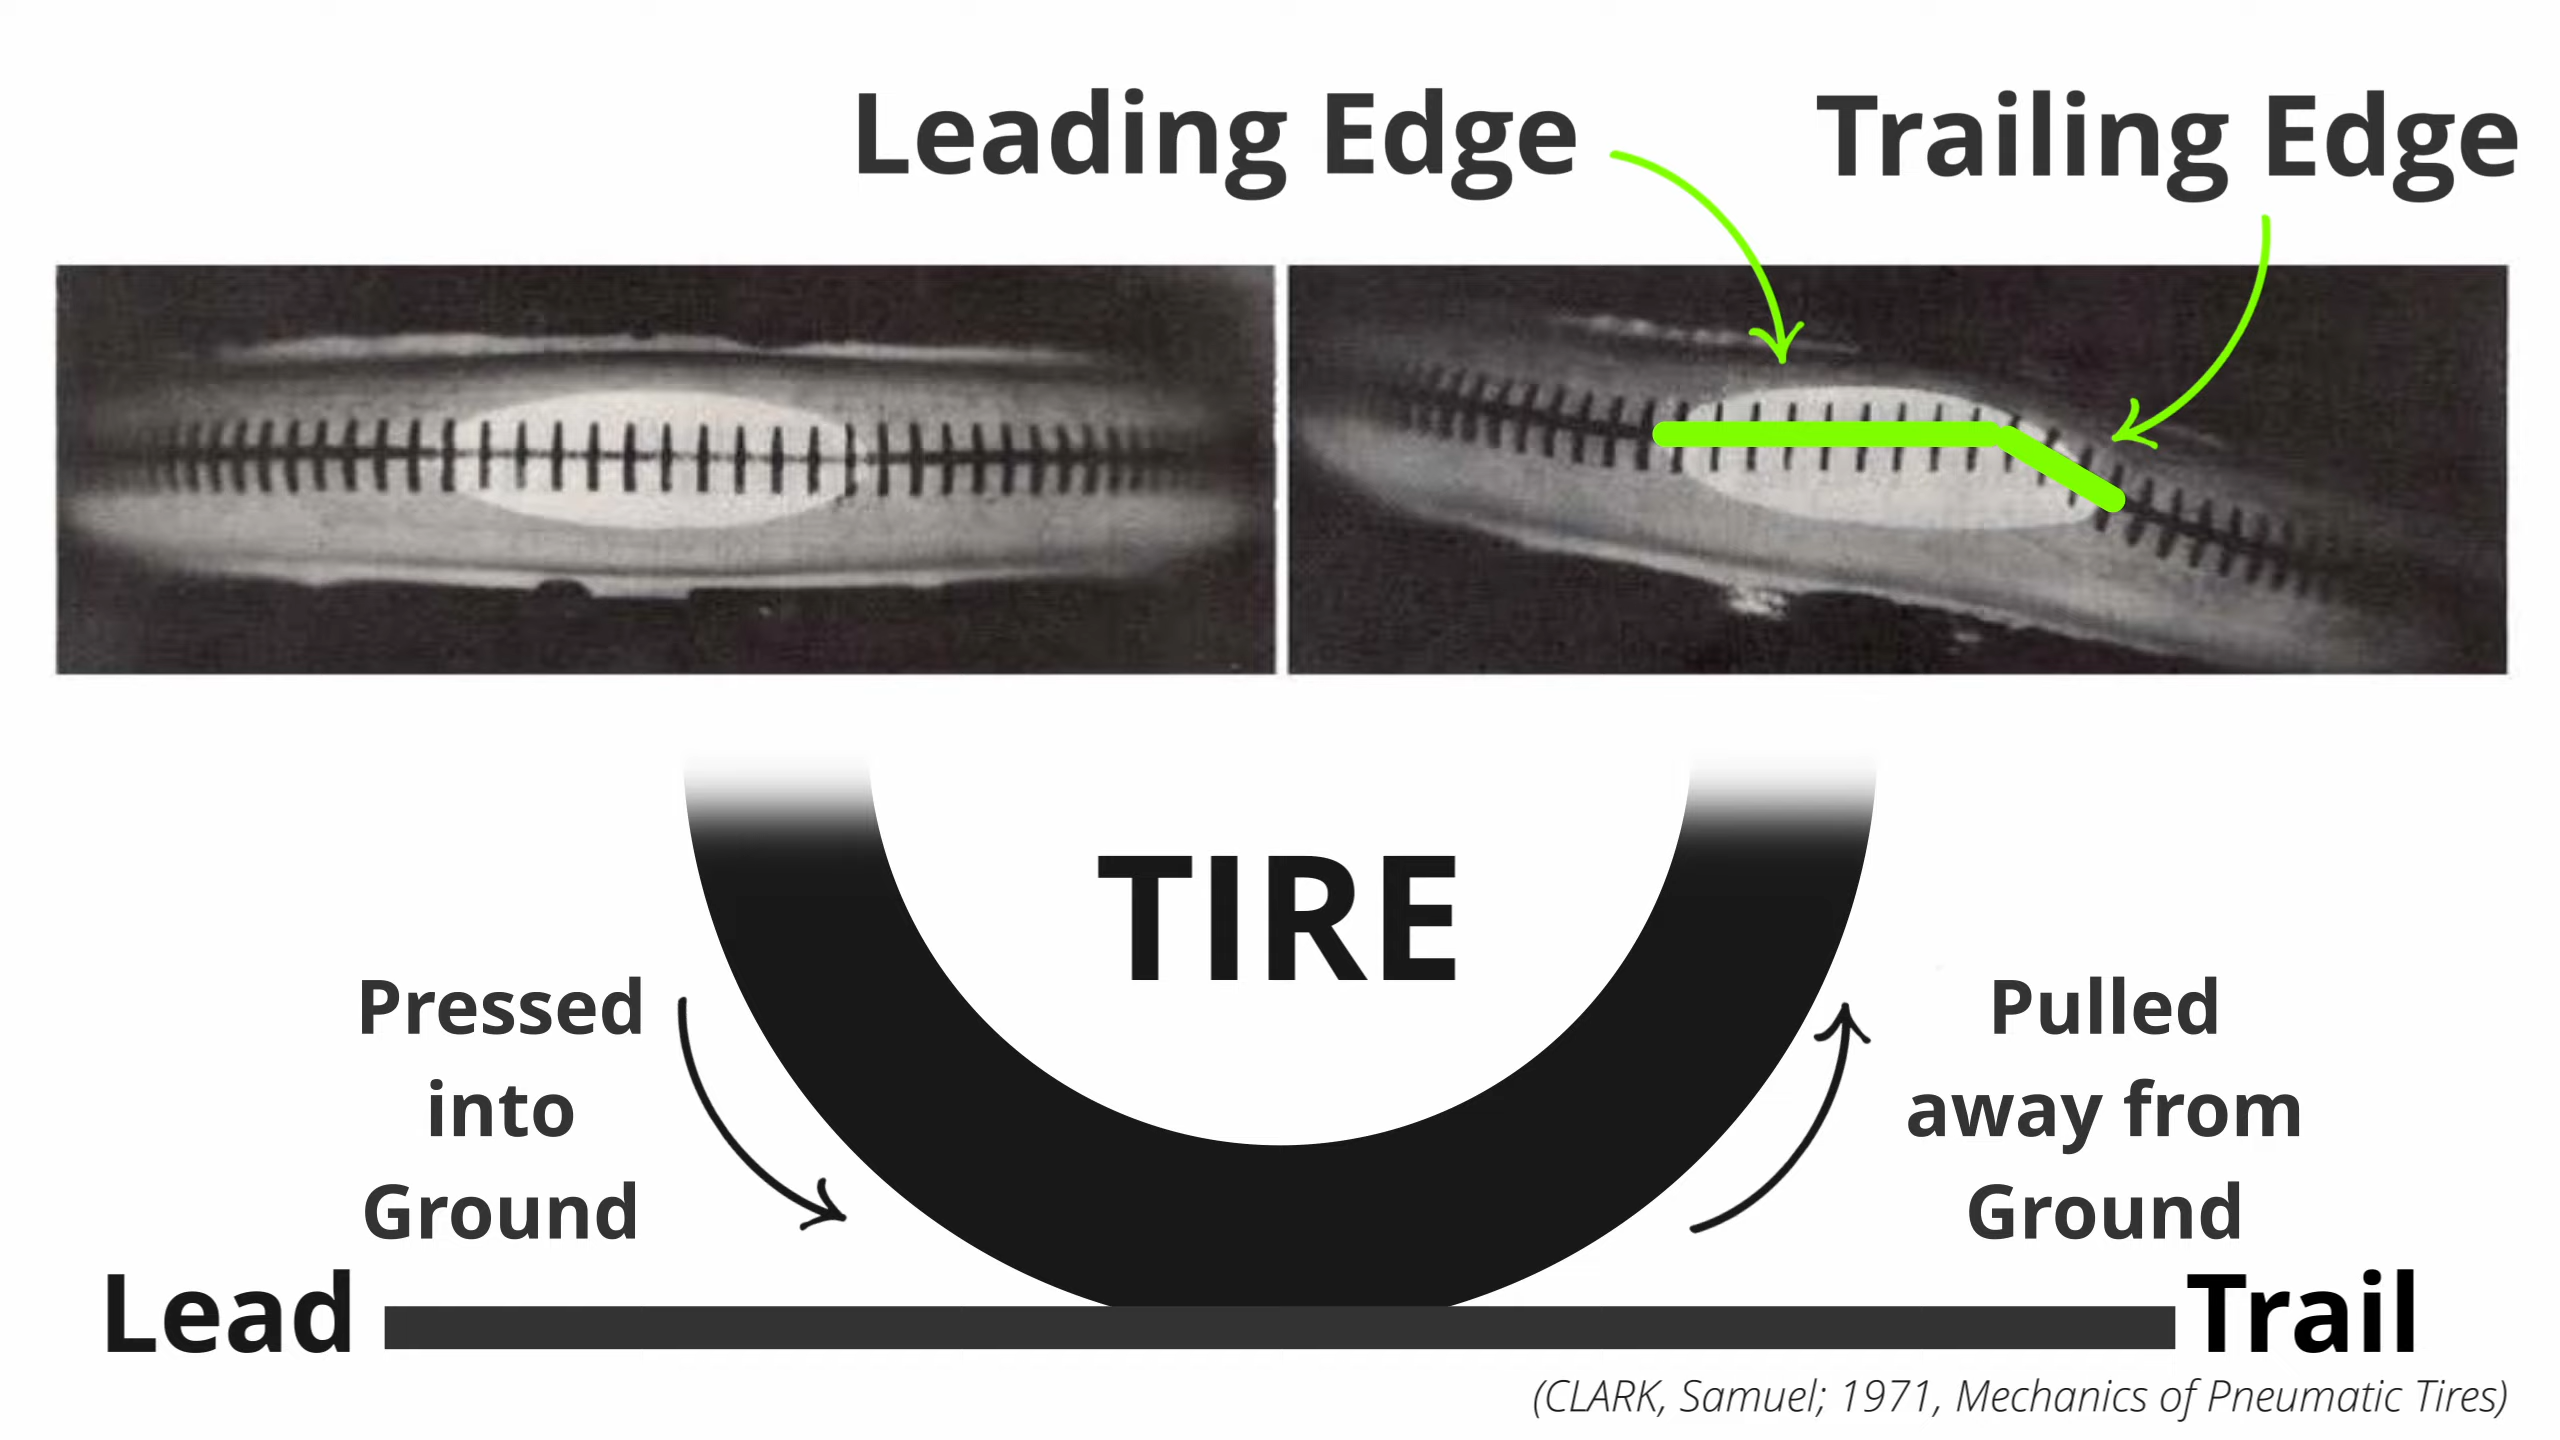 Leading Edge
Trailing Edge
TIRE
Pressed
into
Ground
Pulled
away from
Ground
Lead
Trail
(CLARK, Samuel; 1971, Mechanics of Pneumatic Tires)